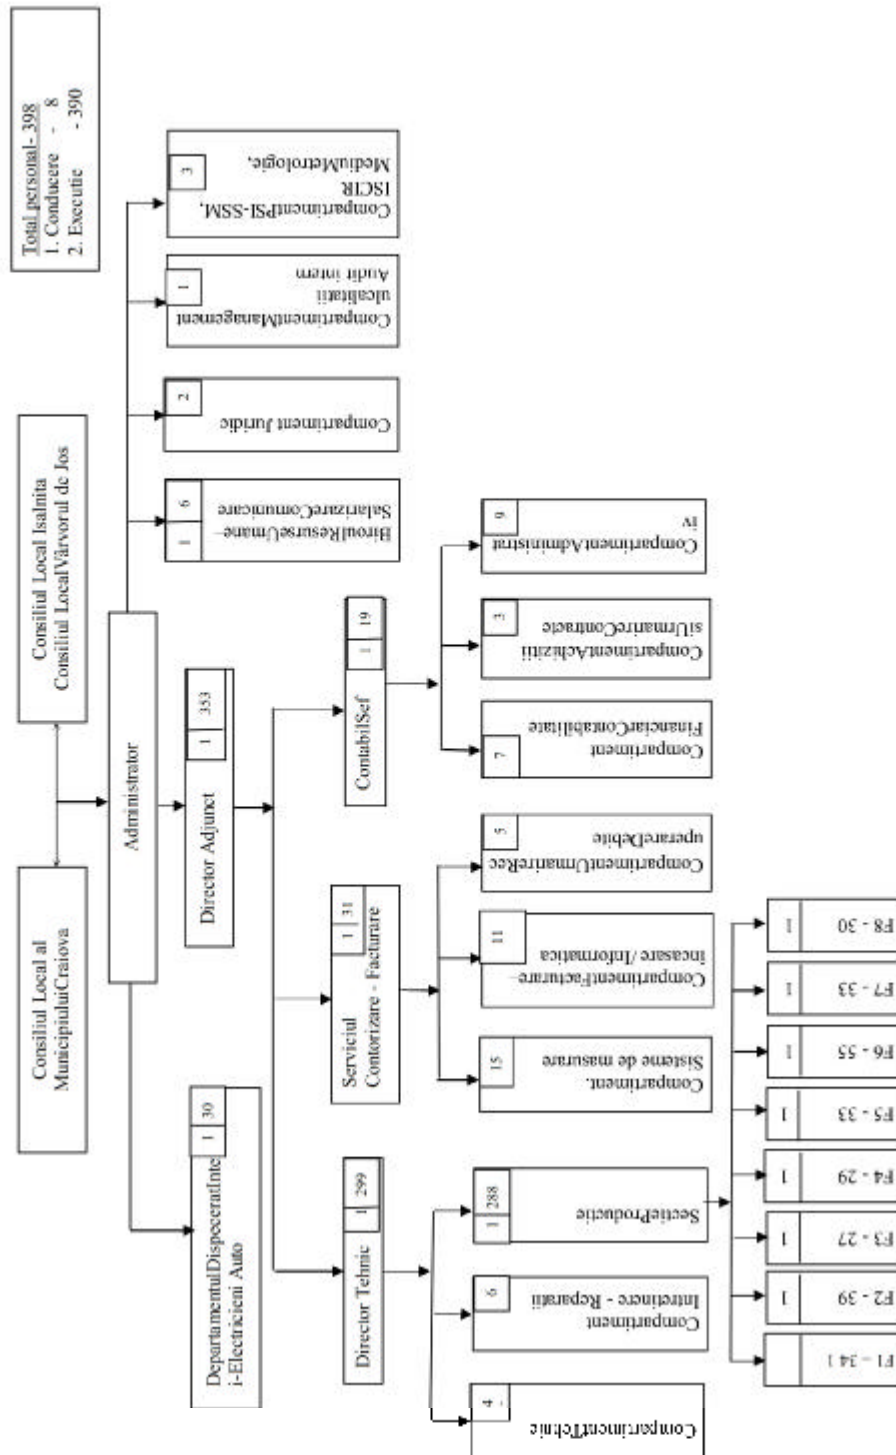 Total personal- 398
1. Conducere - 8
2. Executie - 390
Consiliul Local al
MunicipiuluiCraiova
Consiliul Local Isalnita
Consiliul LocalVârvorul de Jos
Administrator
DepartamentulDispeceratInte
i-Electricieni Auto
1 30
Director Adjunct
1 353
BiroulResurseUmane–
SalarizareComunicare
1 6
Compartiment Juridic
2
CompartimentManagement
ulcalitatii
Audit intern
1
CompartimentPSI-SSM,
ISCIR
MediuMetrologie,
3
Director Tehnic
1 299
Serviciul
Contorizare - Facturare
1 31
ContabilSef
1 19
CompartimentTehnic
4
Compartiment
Intretinere - Reparatii
6
SectieProductie
1 288
Compartiment.
Sisteme de masurare
15
CompartimentFacturare–
incasare /Informatica
11
CompartimentUrmarireRec
uperareDebite
5
Compartiment
FinanciarContabilitate
7
CompartimentAchizitii
siUrmarireContracte
3
CompartimentAdministrat
iv
9
F1 – 34 1
F2 - 39
1
F3 - 27
1
F4 - 29
1
F5 - 33
1
F6 - 55
1
F7 - 33
1
F8 - 30
1